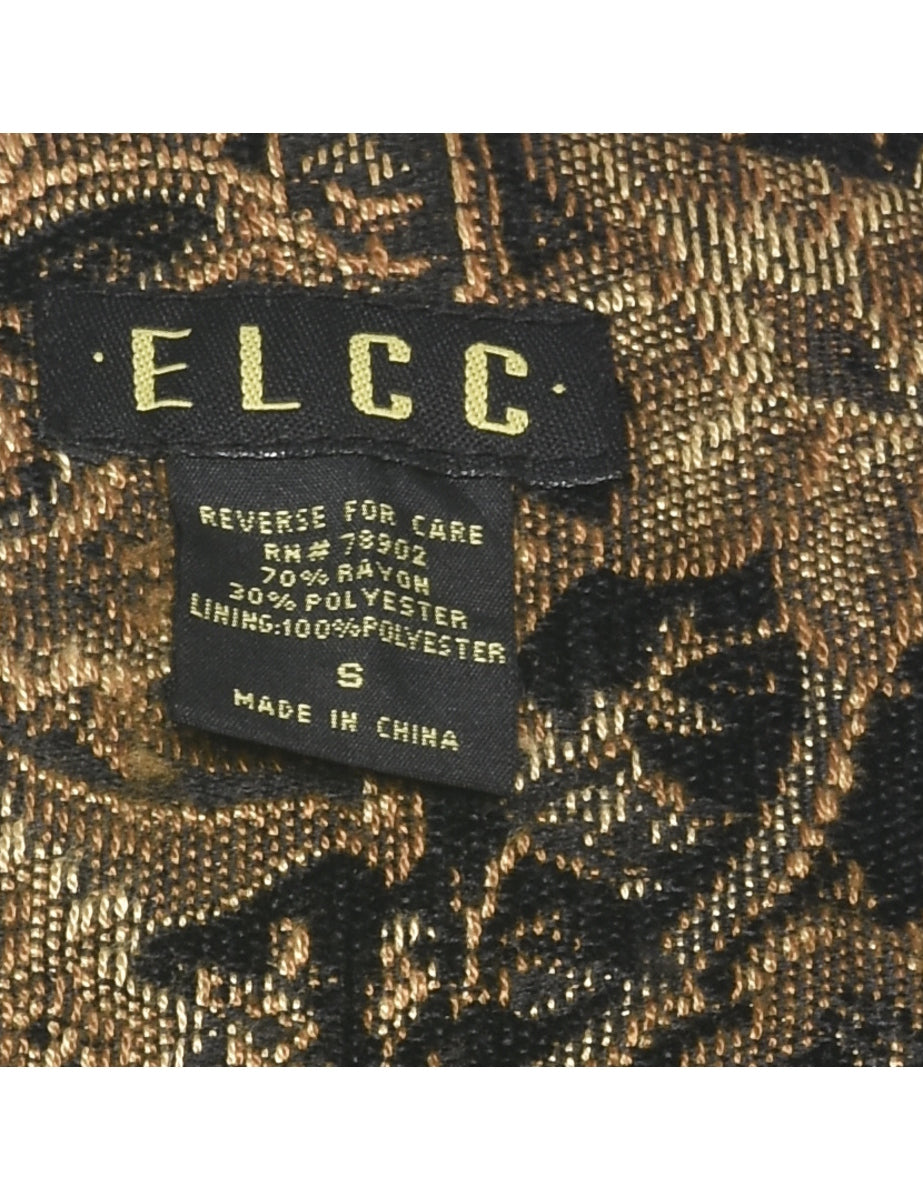 ·ELCC·
REVERSE FOR CARE
RN# 78902
70% RAYON
30% POLYESTER
LINING:100%POLYESTER
S
MADE IN CHINA